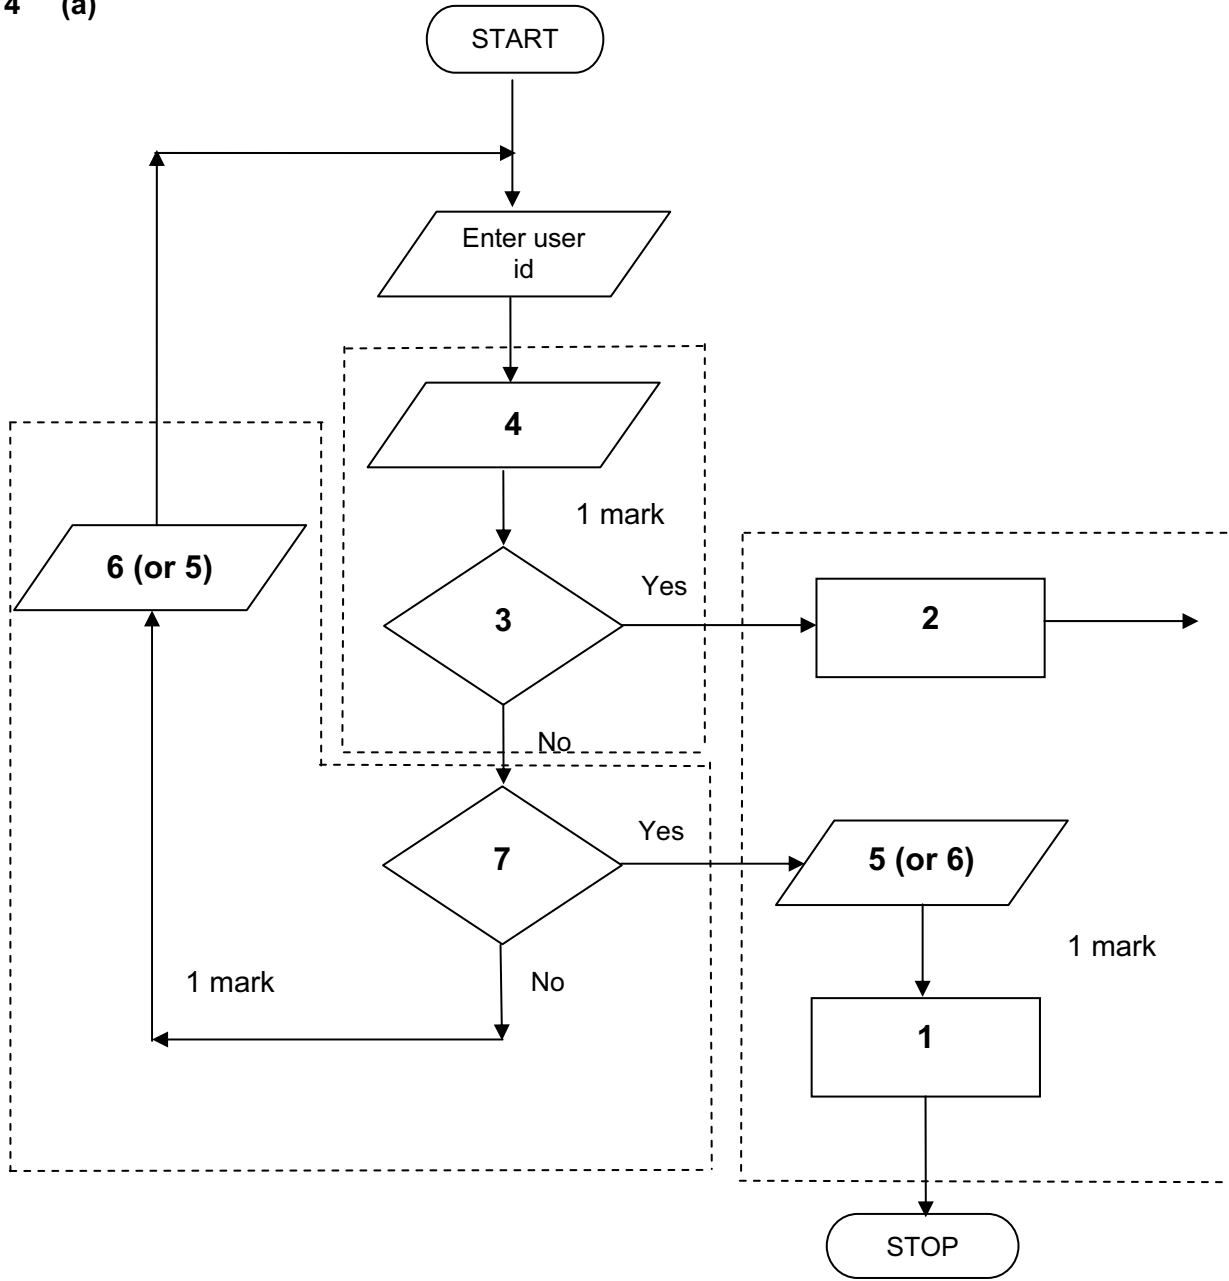 4 (a)
START
Enter user
id
4
1 mark
6 (or 5)
Yes
3
2
No
Yes
7
5 (or 6)
1 mark
1 mark
No
1
STOP